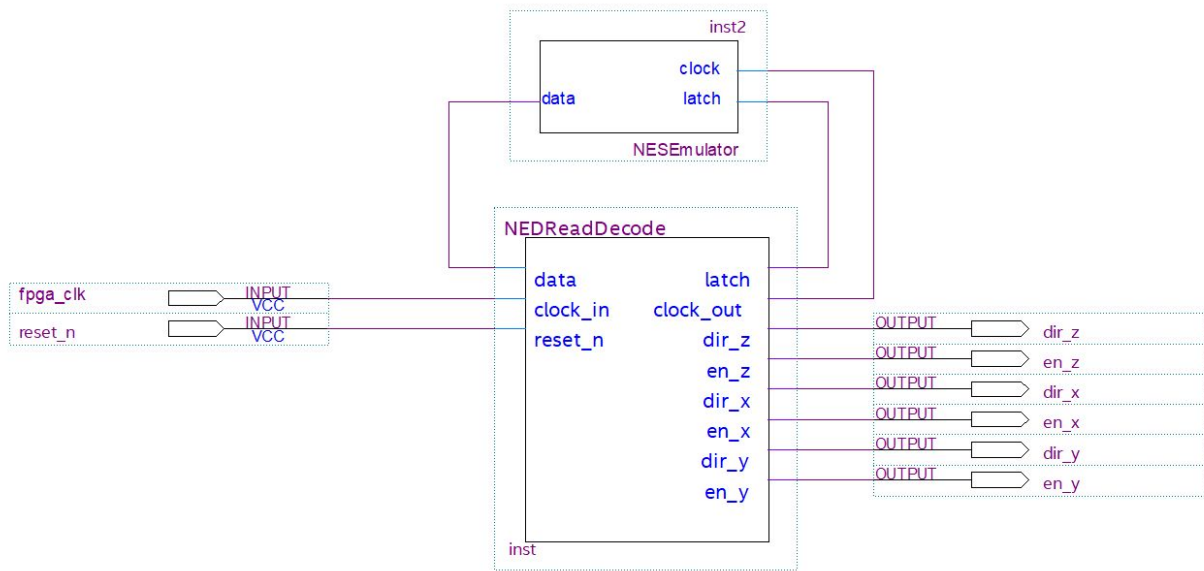 inst2
clock
data latch
NESEmulator
NEDReadDecode
data latch
clock_in clock_out
reset_n dir_z
en_z
dir_x
en_x
dir_y
en_y
inst
fpga_clk INPUT
VCC
reset_n INPUT
VCC
OUTPUT dir_z
OUTPUT en_z
OUTPUT dir_x
OUTPUT en_x
OUTPUT dir_y
OUTPUT en_y